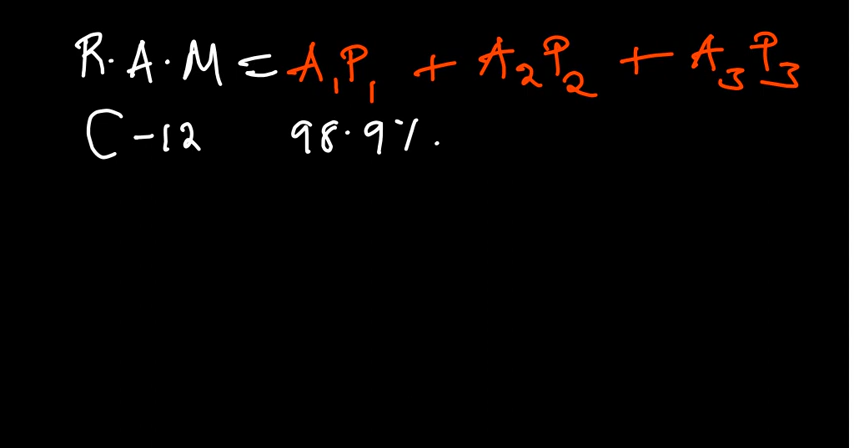 R.A.M = A₁P₁ + A₂P₂ + A₃P₃
C-12 98.9%.